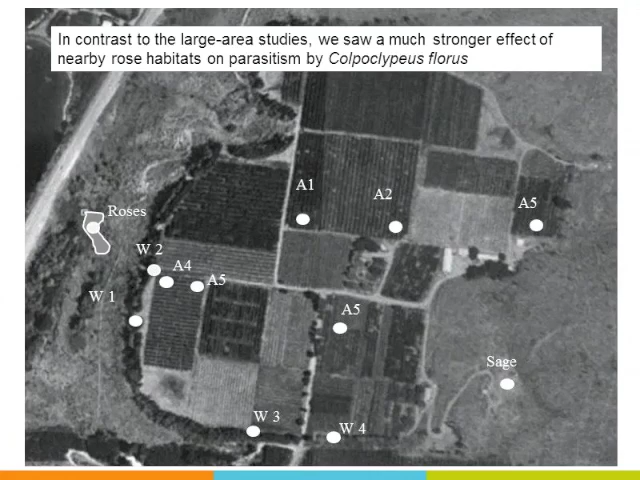 In contrast to the large-area studies, we saw a much stronger effect of
nearby rose habitats on parasitism by Colpoclypeus florus
A1
A2
A5
Roses
W 2
A4
A5
W 1
A5
Sage
W 3
W 4